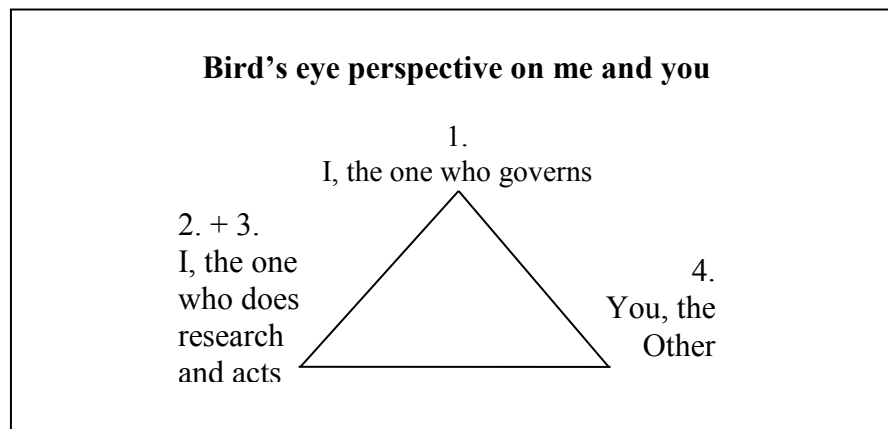 Bird’s eye perspective on me and you
1.
I, the one who governs
2. + 3.
I, the one
who does
research
and acts
4.
You, the
Other